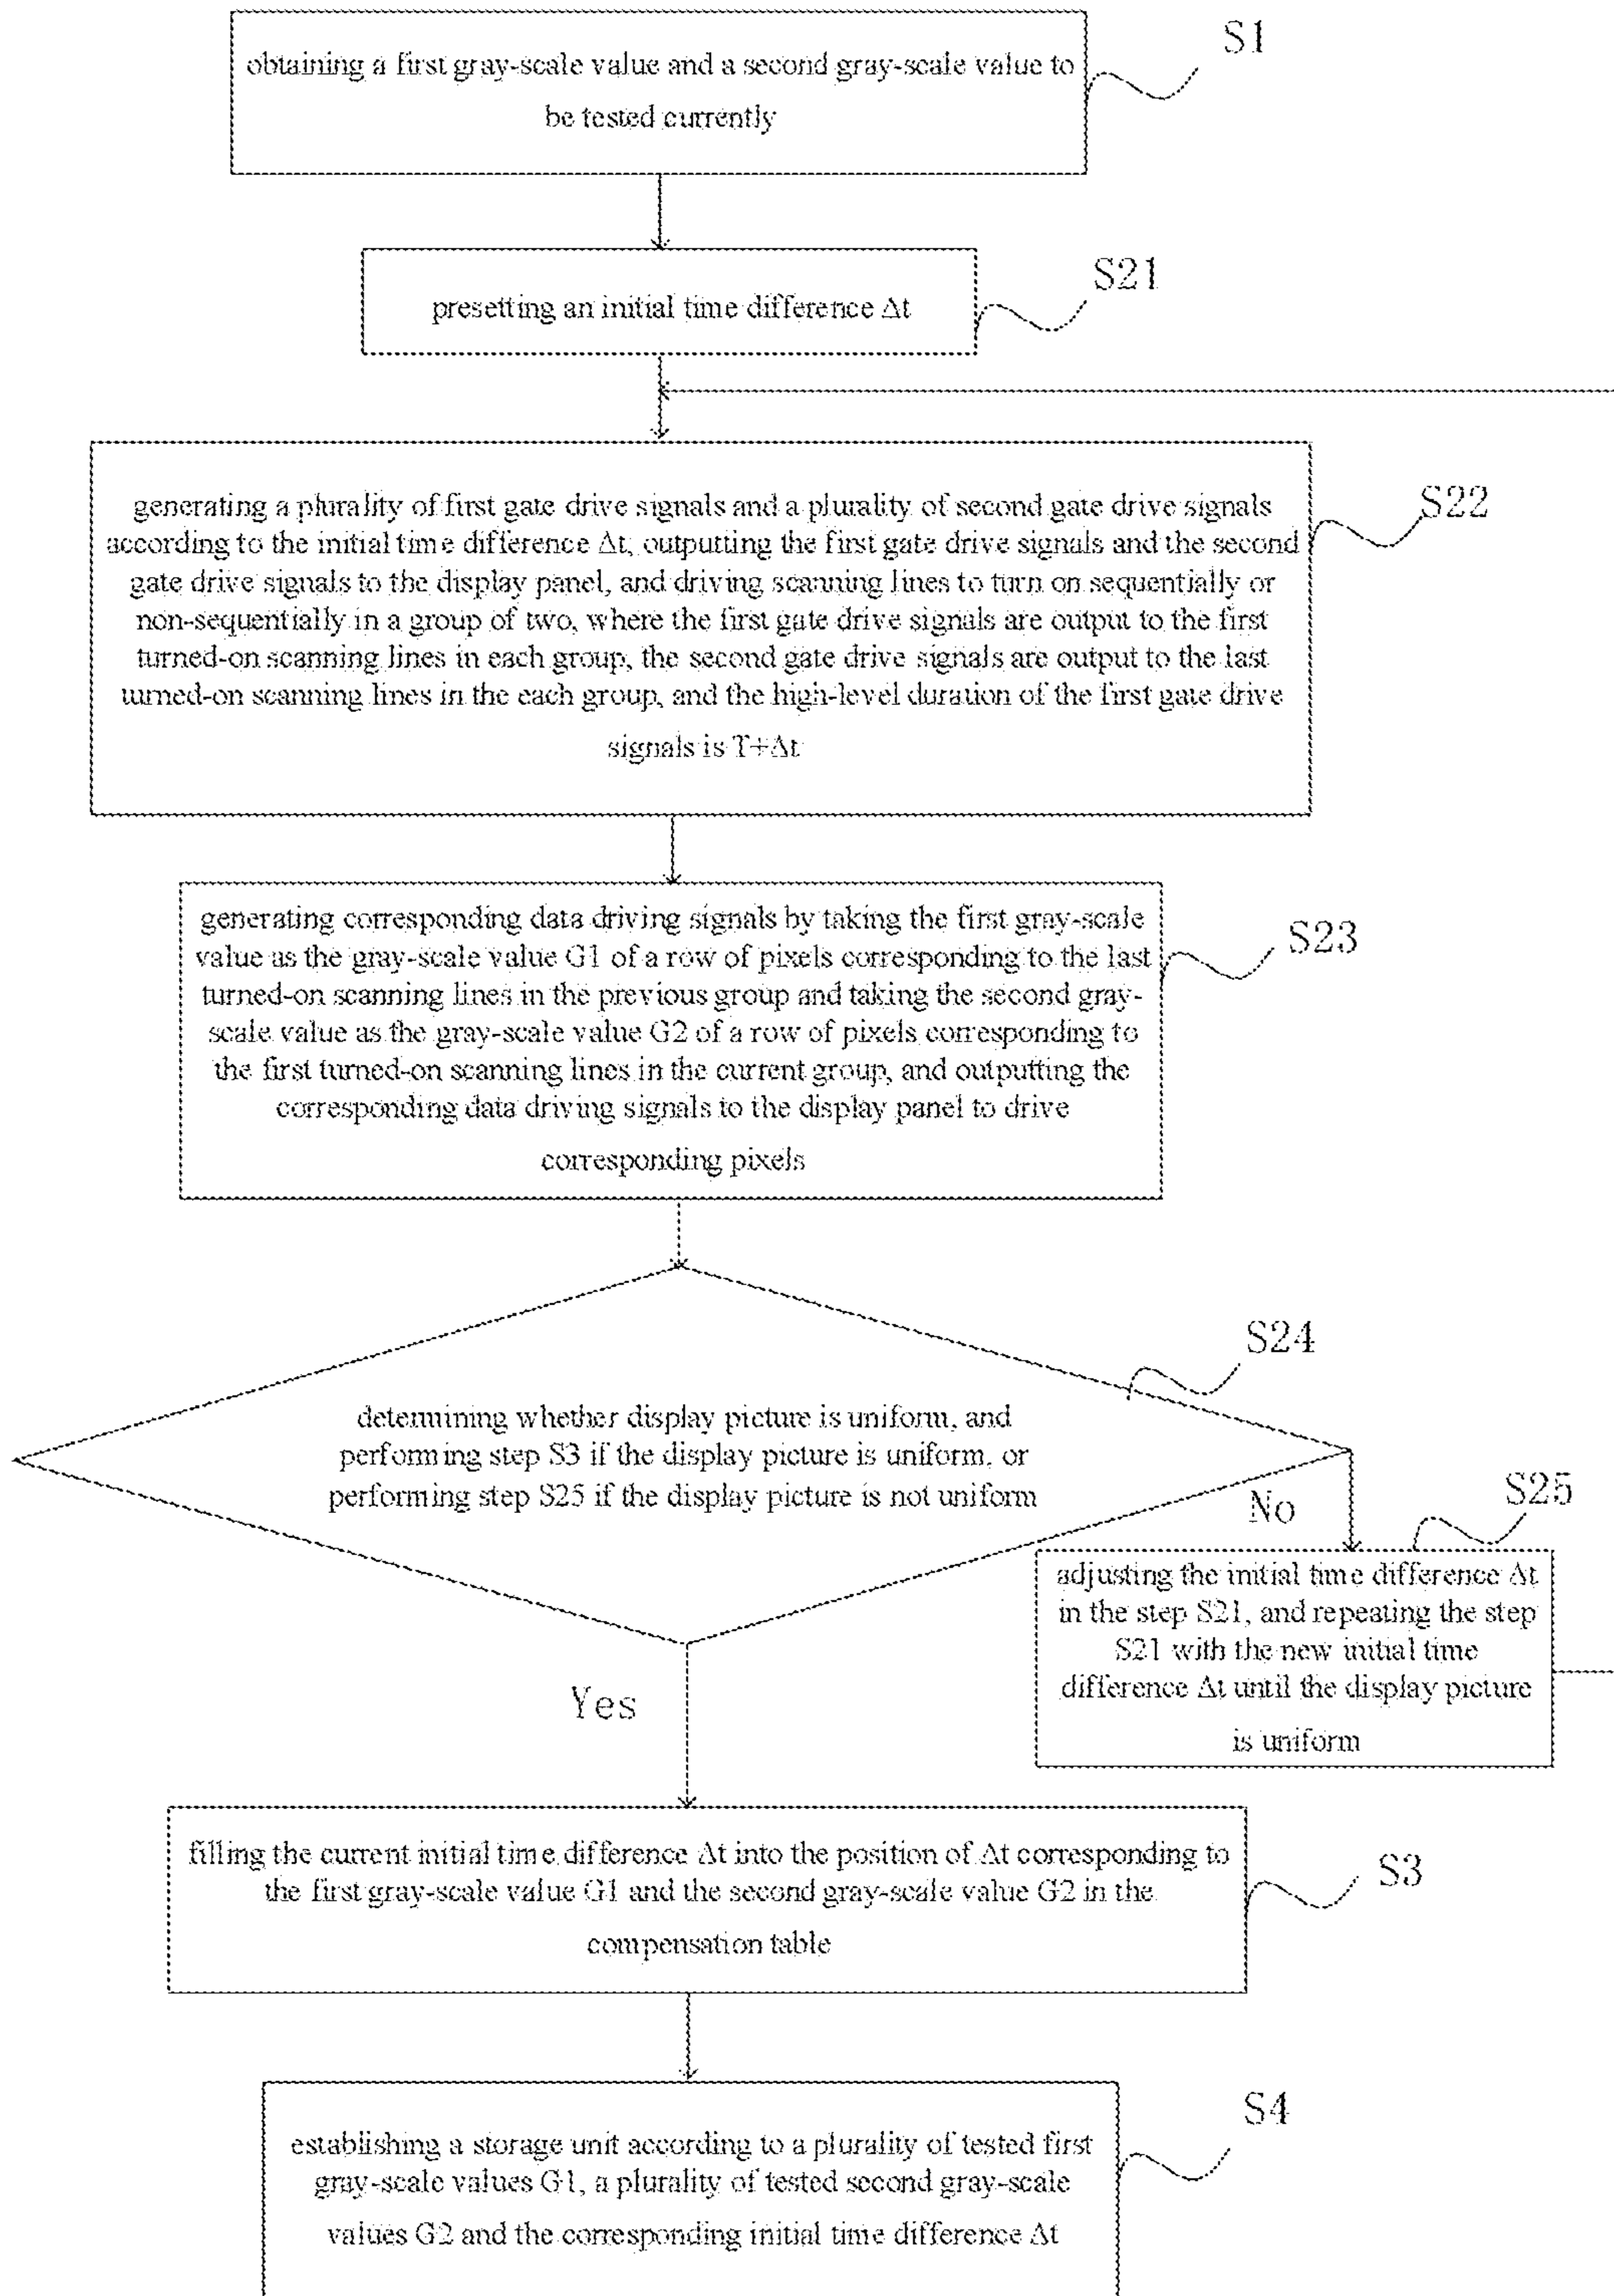 obtaining a first gray-scale value and a second gray-scale value to
be tested currently
S1
presetting an initial time difference Δt
S21
generating a plurality of first gate drive signals and a plurality of second gate drive signals
according to the initial time difference Δt, outputting the first gate drive signals and the second
gate drive signals to the display panel, and driving scanning lines to turn on sequentially or
non-sequentially in a group of two, where the first gate drive signals are output to the first
turned-on scanning lines in each group, the second gate drive signals are output to the last
turned-on scanning lines in the each group, and the high-level duration of the first gate drive
signals is T+Δt
S22
generating corresponding data driving signals by taking the first gray-scale
value as the gray-scale value G1 of a row of pixels corresponding to the last
turned-on scanning lines in the previous group and taking the second gray-
scale value as the gray-scale value G2 of a row of pixels corresponding to
the first turned-on scanning lines in the current group, and outputting the
corresponding data driving signals to the display panel to drive
corresponding pixels
S23
determining whether display picture is uniform, and
performing step S3 if the display picture is uniform, or
performing step S25 if the display picture is not uniform
S24
No
S25
adjusting the initial time difference Δt
in the step S21, and repeating the step
S21 with the new initial time
difference Δt until the display picture
is uniform
Yes
filling the current initial time difference Δt into the position of Δt corresponding to
the first gray-scale value G1 and the second gray-scale value G2 in the
compensation table
S3
establishing a storage unit according to a plurality of tested first
gray-scale values G1, a plurality of tested second gray-scale
values G2 and the corresponding initial time difference Δt
S4